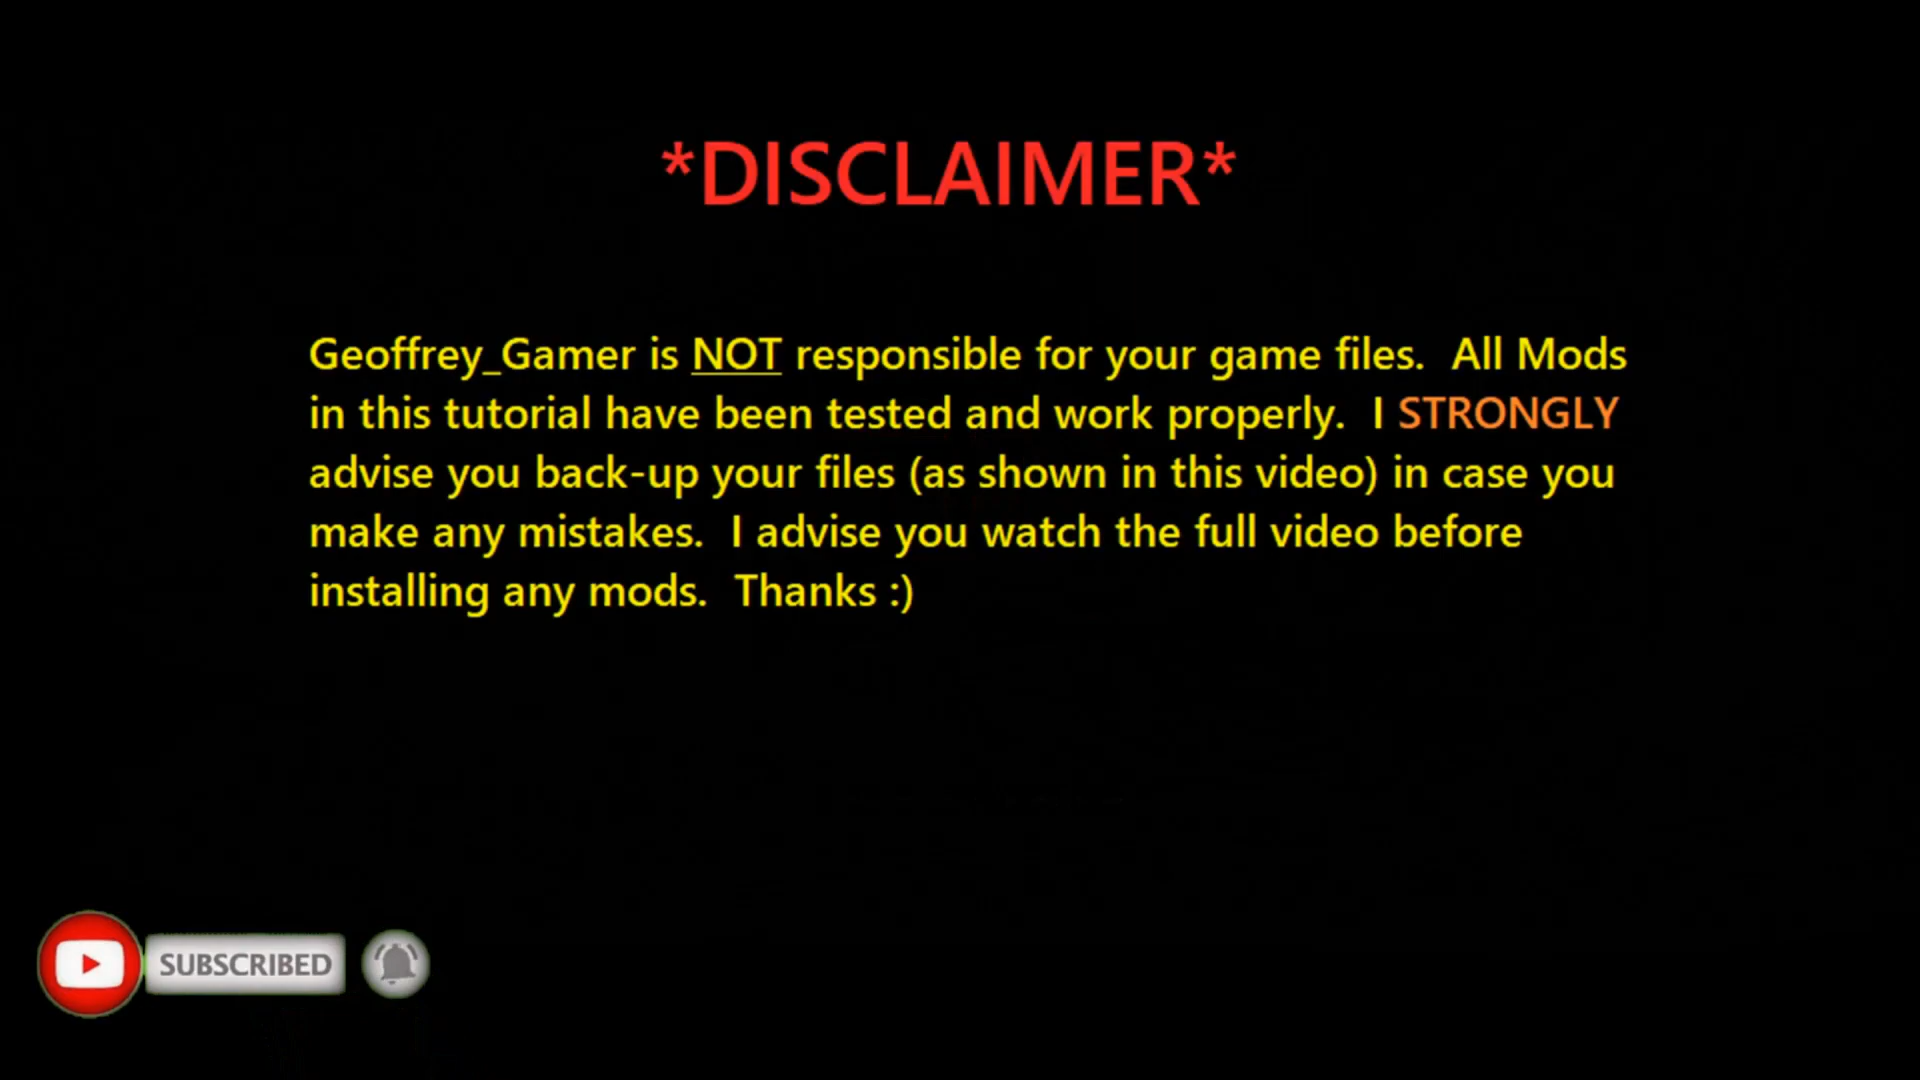 *DISCLAIMER*
Geoffrey_Gamer is NOT responsible for your game files.  All Mods
in this tutorial have been tested and work properly.  I STRONGLY
advise you back-up your files (as shown in this video) in case you
make any mistakes.  I advise you watch the full video before
installing any mods.  Thanks :)
SUBSCRIBED